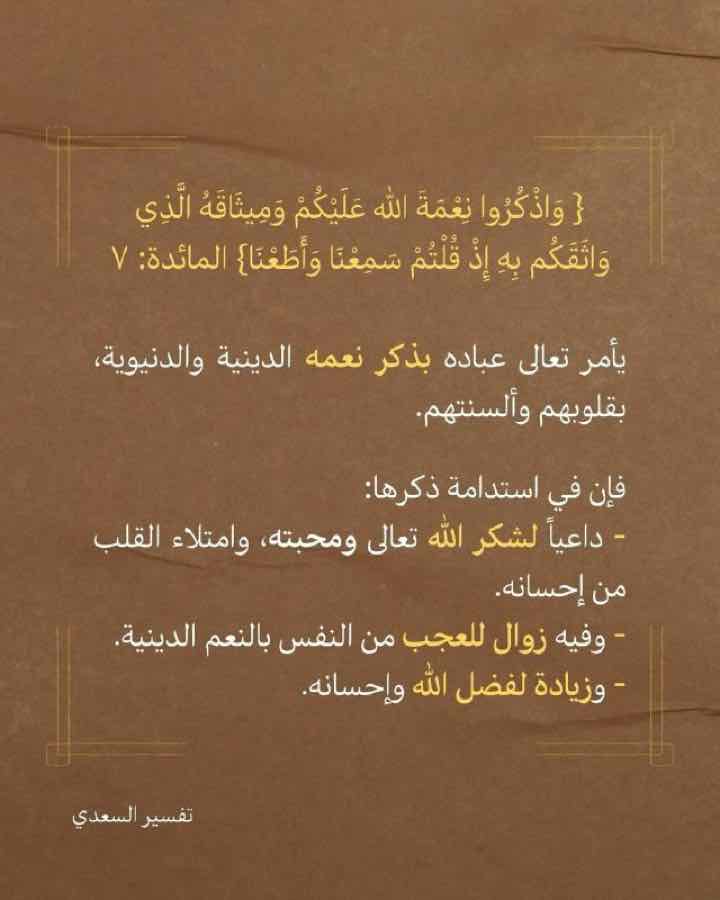 { وَاذْكُرُوا نِعْمَةَ الله عَلَيْكُمْ وَمِيثَاقَهُ الَّذِي
وَاثَقَكُم بِهِ إِذْ قُلْتُمْ سَمِعْنَا وَأَطَعْنَا} المائدة: ٧
يأمر تعالى عباده بذكر نعمه الدينية والدنيوية،
بقلوبهم وألسنتهم.
فإن في استدامة ذكرها:
- داعياً لشكر الله تعالى ومحبته، وامتلاء القلب
من إحسانه.
- وفيه زوال للعجب من النفس بالنعم الدينية.
- وزيادة لفضل الله وإحسانه.
تفسير السعدي